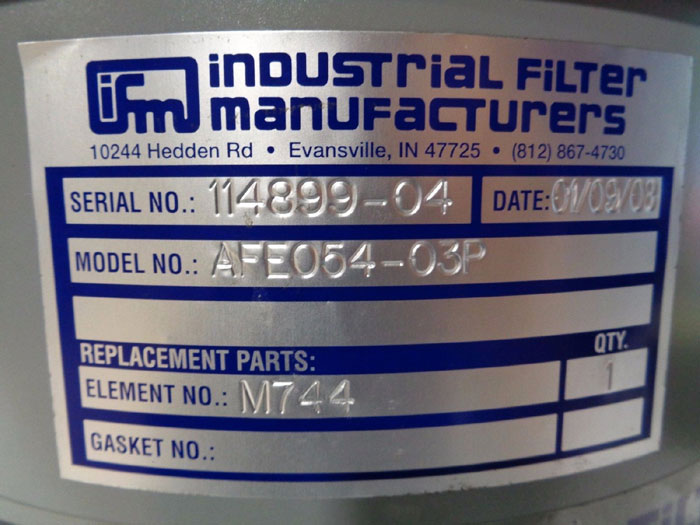 ifm INDUSTRIAL FILTER
MANUFACTURERS
10244 Hedden Rd • Evansville, IN 47725 • (812) 867-4730
SERIAL NO.: 114899-04 DATE: 01/09/03
MODEL NO.: AFE054-03P
REPLACEMENT PARTS: QTY.
ELEMENT NO.: M744 1
GASKET NO.: